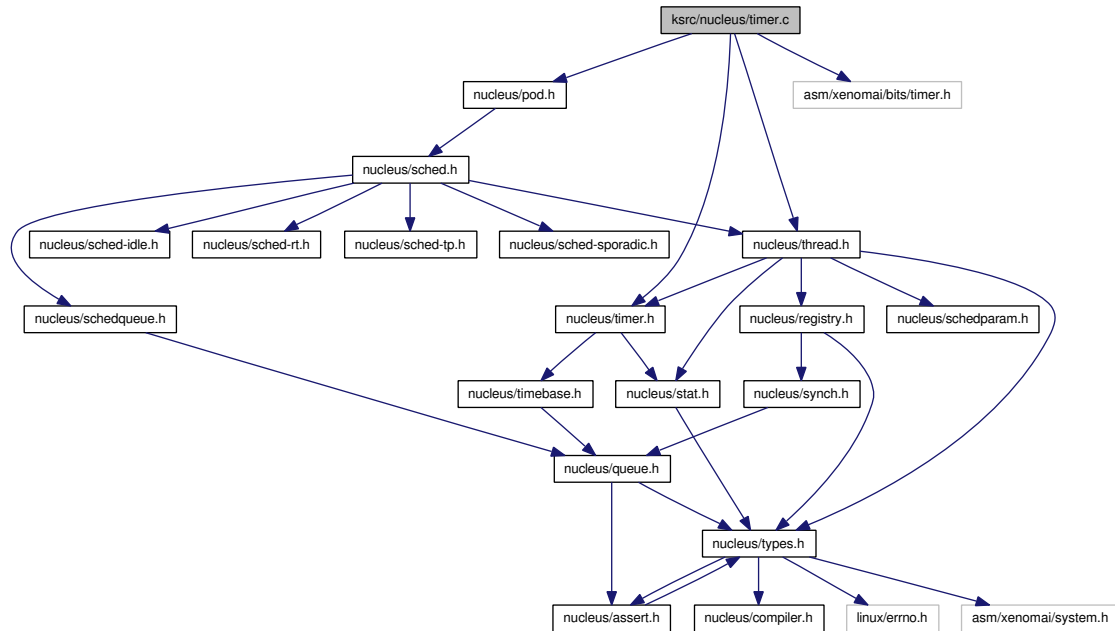 ksrc/nucleus/timer.c
nucleus/pod.h
asm/xenomai/bits/timer.h
nucleus/sched.h
nucleus/sched-idle.h
nucleus/sched-rt.h
nucleus/sched-tp.h
nucleus/sched-sporadic.h
nucleus/thread.h
nucleus/schedqueue.h
nucleus/timer.h
nucleus/registry.h
nucleus/schedparam.h
nucleus/timebase.h
nucleus/stat.h
nucleus/synch.h
nucleus/queue.h
nucleus/types.h
nucleus/assert.h
nucleus/compiler.h
linux/errno.h
asm/xenomai/system.h